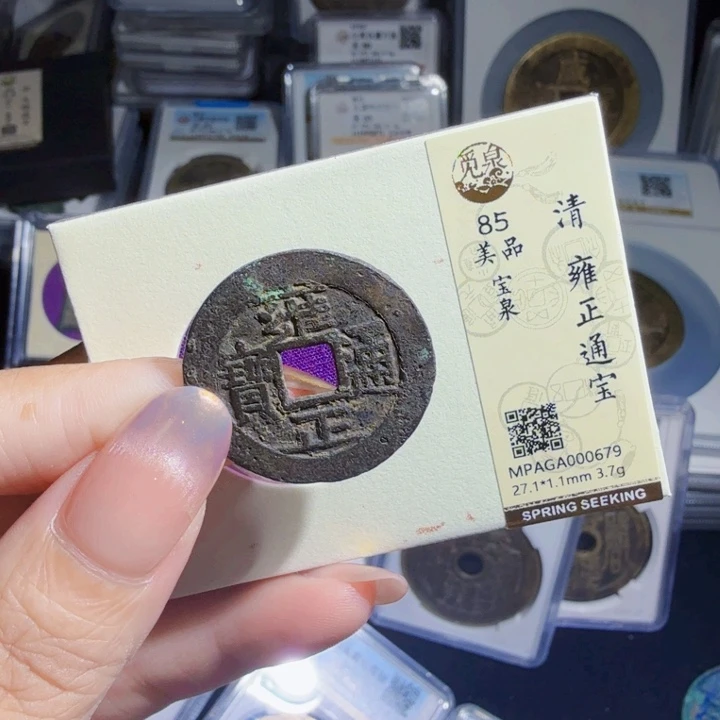 雍正通寶
觅泉
85
美品
宝泉
清 雍正通宝
MPAGA000679
27.1*1.1mm 3.7g
SPRING SEEKING